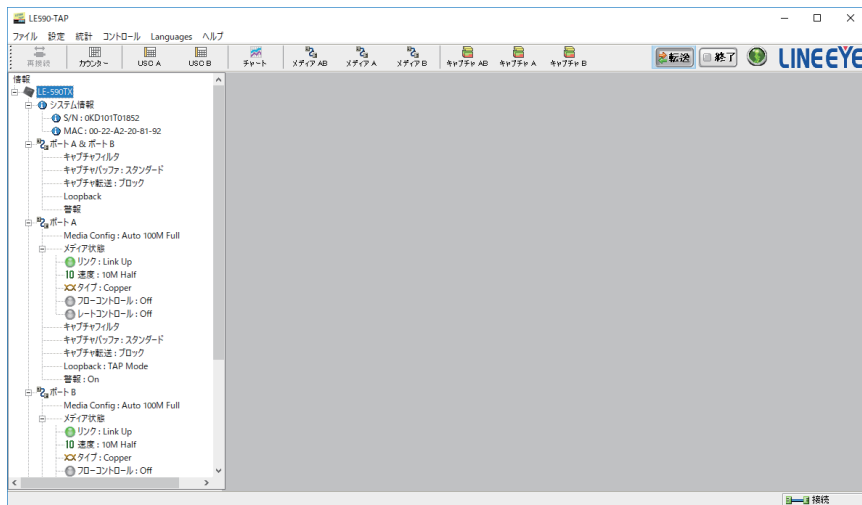 LE590-TAP
ファイル 設定 統計 コントロール Languages ヘルプ
再接続 カウンター USO A USO B チャート メディア AB メディア A メディア B キャプチャ AB キャプチャ A キャプチャ B 転送 終了 LINEEYE
情報
LE-590TX
システム情報
S/N : 0KD101T01852
MAC : 00-22-A2-20-81-92
ポート A & ポート B
キャプチャフィルタ
キャプチャバッファ : スタンダード
キャプチャ転送 : ブロック
Loopback
警報
ポート A
Media Config : Auto 100M Full
メディア状態
リンク : Link Up
速度 : 10M Half
タイプ : Copper
フローコントロール : Off
レートコントロール : Off
キャプチャフィルタ
キャプチャバッファ : スタンダード
キャプチャ転送 : ブロック
Loopback : TAP Mode
警報 : On
ポート B
Media Config : Auto 100M Full
メディア状態
リンク : Link Up
速度 : 10M Half
タイプ : Copper
フローコントロール : Off
接続